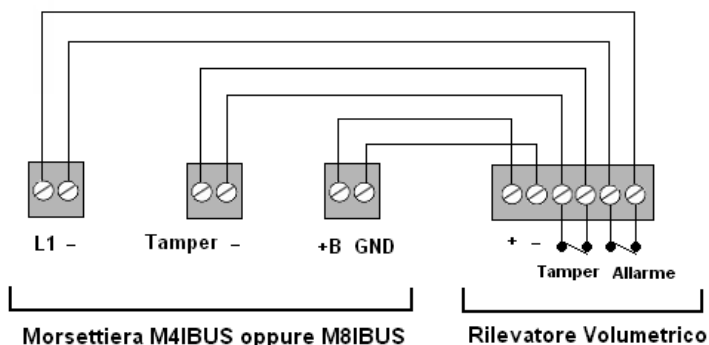 L1 – Tamper – +B GND + –
Tamper Allarme
Morsettiera M4IBUS oppure M8IBUS Rilevatore Volumetrico